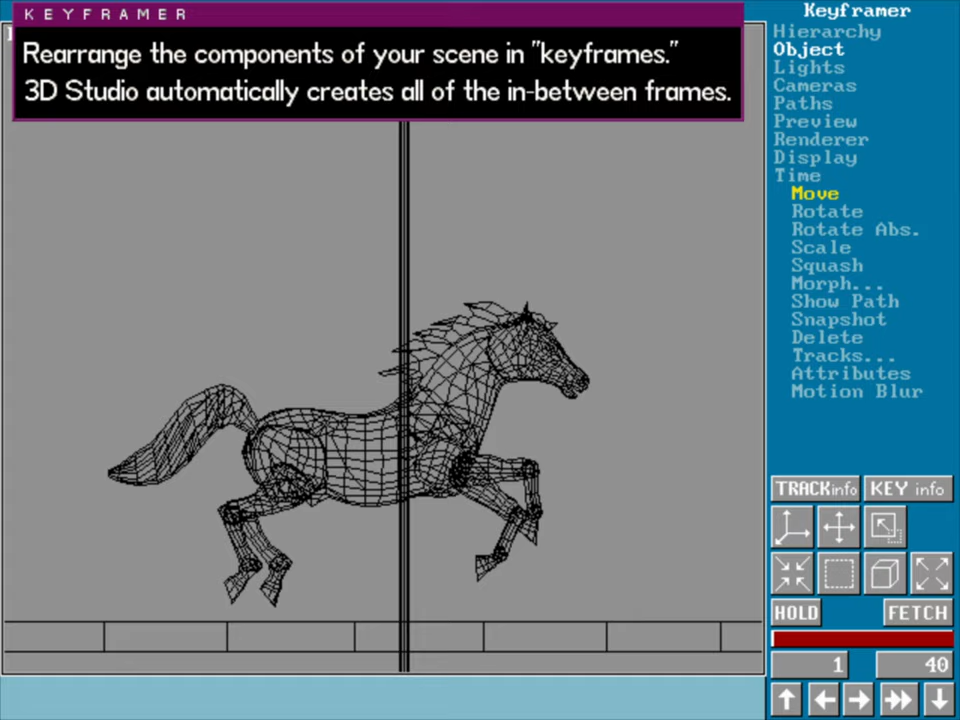 KEYFRAMER
Rearrange the components of your scene in "keyframes."
3D Studio automatically creates all of the in-between frames.
Keyframer
Hierarchy
Object
Lights
Cameras
Paths
Preview
Renderer
Display
Time
Move
Rotate
Rotate Abs.
Scale
Squash
Morph...
Show Path
Snapshot
Delete
Tracks...
Attributes
Motion Blur
TRACKinfo KEY info
HOLD FETCH
1 40